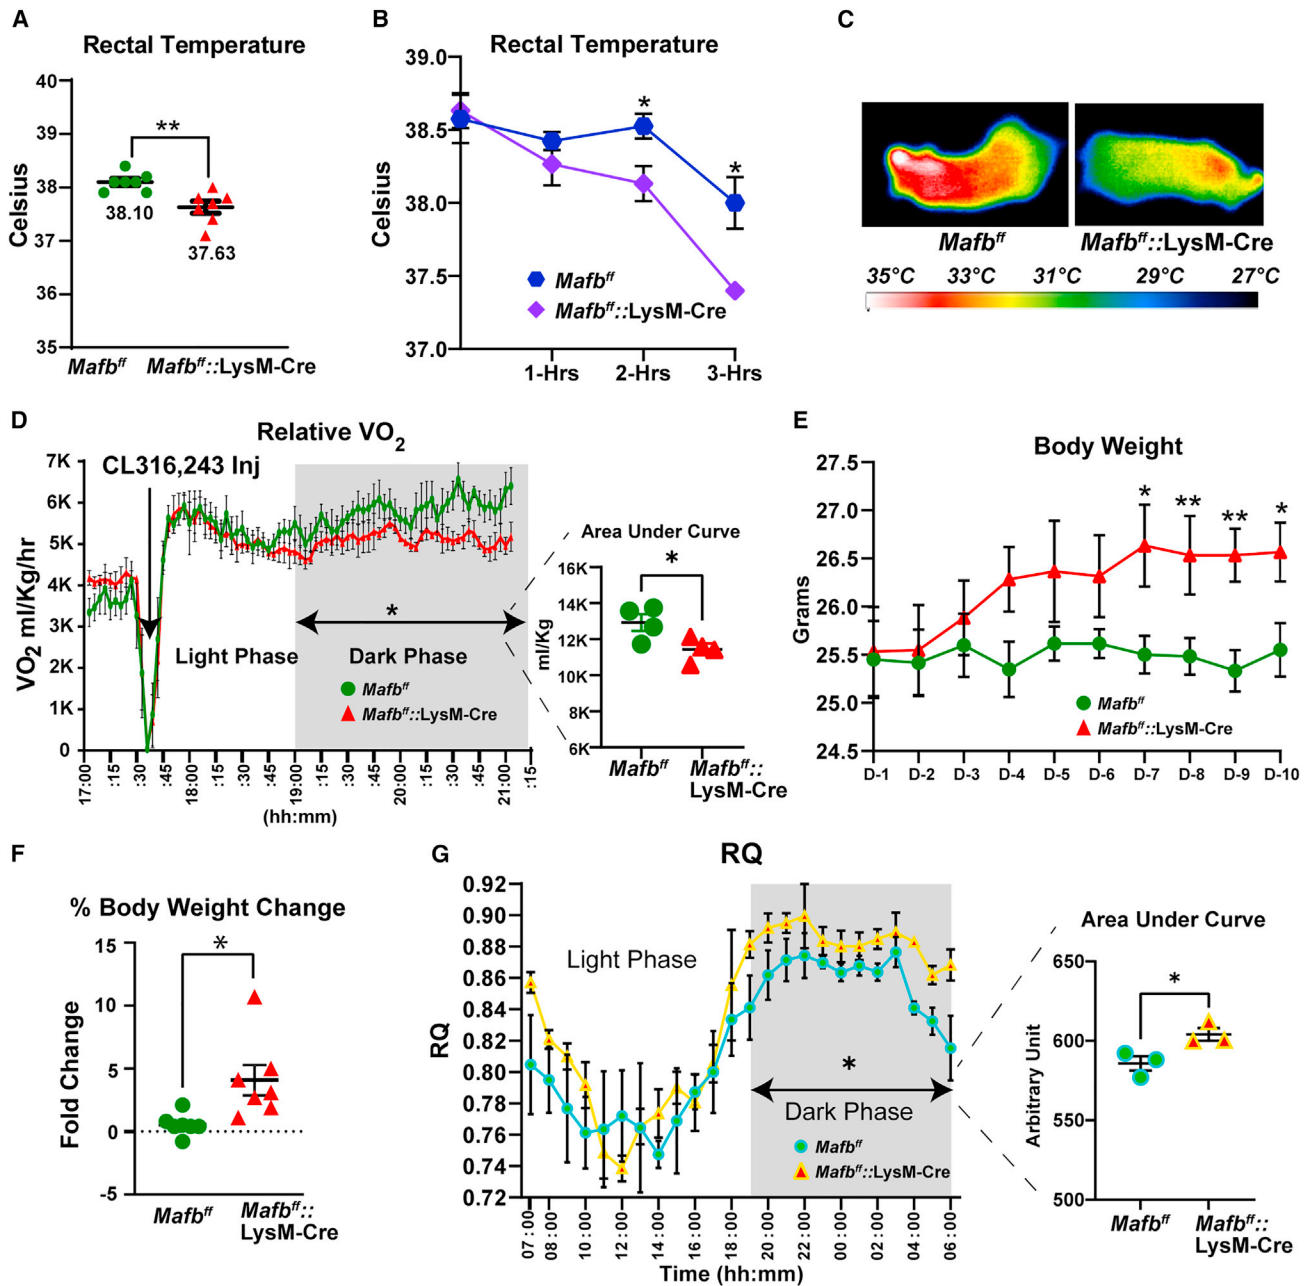 A
Rectal Temperature
Celsius
40
39
38
37
36
35
**
38.10
37.63
Mafbff
Mafbff::LysM-Cre
B
Rectal Temperature
Celsius
39.0
38.5
38.0
37.5
37.0
*
*
Mafbff
Mafbff::LysM-Cre
1-Hrs 2-Hrs 3-Hrs
C
Mafbff
Mafbff::LysM-Cre
35°C 33°C 31°C 29°C 27°C
D
Relative VO2
CL316,243 Inj
VO2 ml/Kg/hr
7K
6K
5K
4K
3K
2K
1K
0
*
Light Phase
Dark Phase
Mafbff
Mafbff::LysM-Cre
17:00 :15 :30 :45 18:00 :15 :30 :45 19:00 :15 :30 :45 20:00 :15 :30 :45 21:00 :15
(hh:mm)
Area Under Curve
*
ml/Kg
16K
14K
12K
10K
8K
6K
Mafbff
Mafbff::
LysM-Cre
E
Body Weight
Grams
27.5
27.0
26.5
26.0
25.5
25.0
24.5
* ** ** *
Mafbff
Mafbff::LysM-Cre
D-1 D-2 D-3 D-4 D-5 D-6 D-7 D-8 D-9 D-10
F
% Body Weight Change
Fold Change
15
10
5
0
-5
*
Mafbff
Mafbff::
LysM-Cre
G
RQ
RQ
0.92
0.90
0.88
0.86
0.84
0.82
0.80
0.78
0.76
0.74
0.72
Light Phase
*
Dark Phase
Mafbff
Mafbff::LysM-Cre
07:00 08:00 10:00 12:00 14:00 16:00 18:00 20:00 22:00 00:00 02:00 04:00 06:00
Time (hh:mm)
Area Under Curve
*
Arbitrary Unit
650
600
550
500
Mafbff
Mafbff::
LysM-Cre